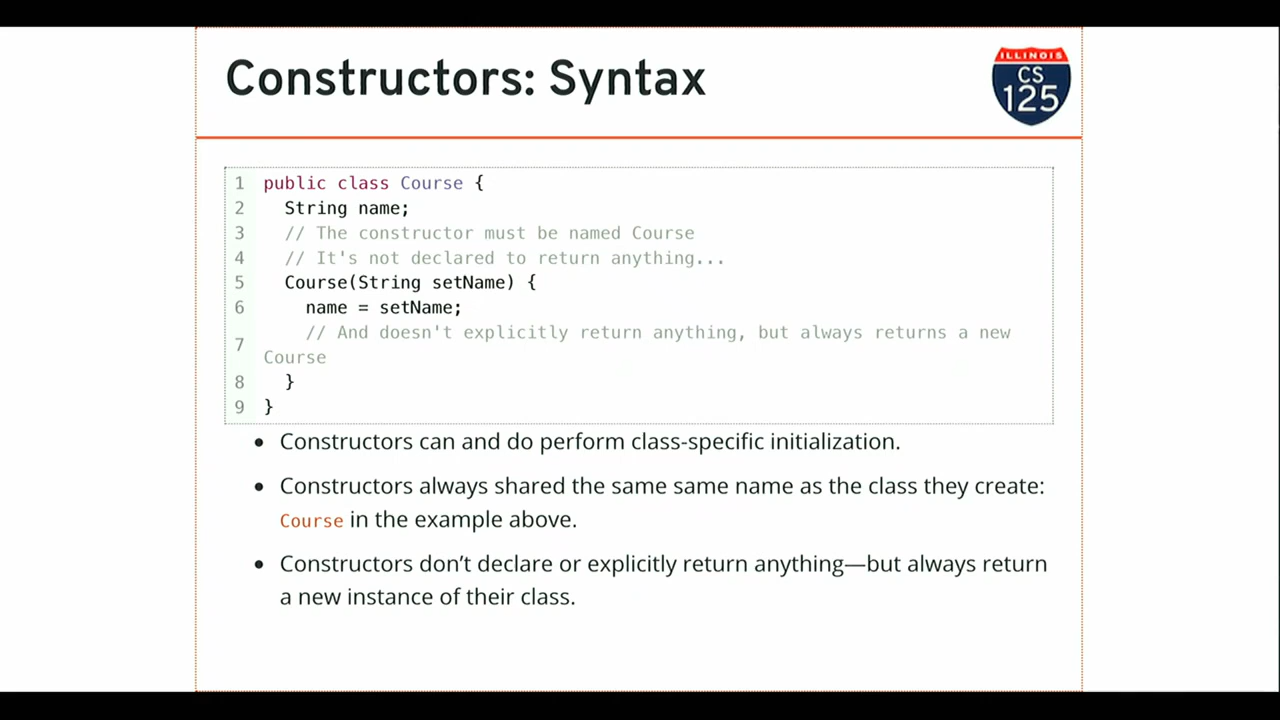 Constructors: Syntax
ILLINOIS
CS
125
1 public class Course {
2 String name;
3 // The constructor must be named Course
4 // It's not declared to return anything...
5 Course(String setName) {
6 name = setName;
7 // And doesn't explicitly return anything, but always returns a new
Course
8 }
9 }
• Constructors can and do perform class-specific initialization.
• Constructors always shared the same same name as the class they create:
Course in the example above.
• Constructors don’t declare or explicitly return anything—but always return
a new instance of their class.